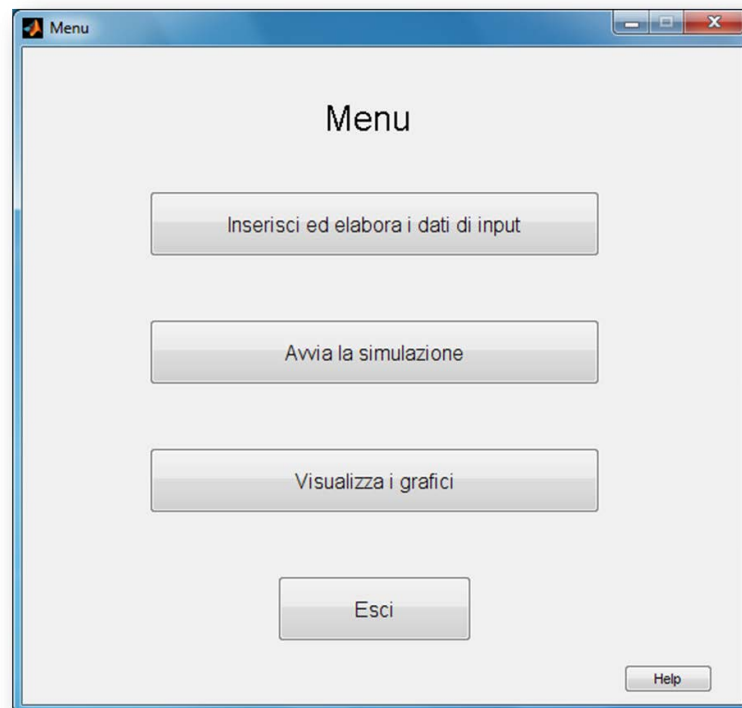 Menu
Menu
Inserisci ed elabora i dati di input
Avvia la simulazione
Visualizza i grafici
Esci
Help